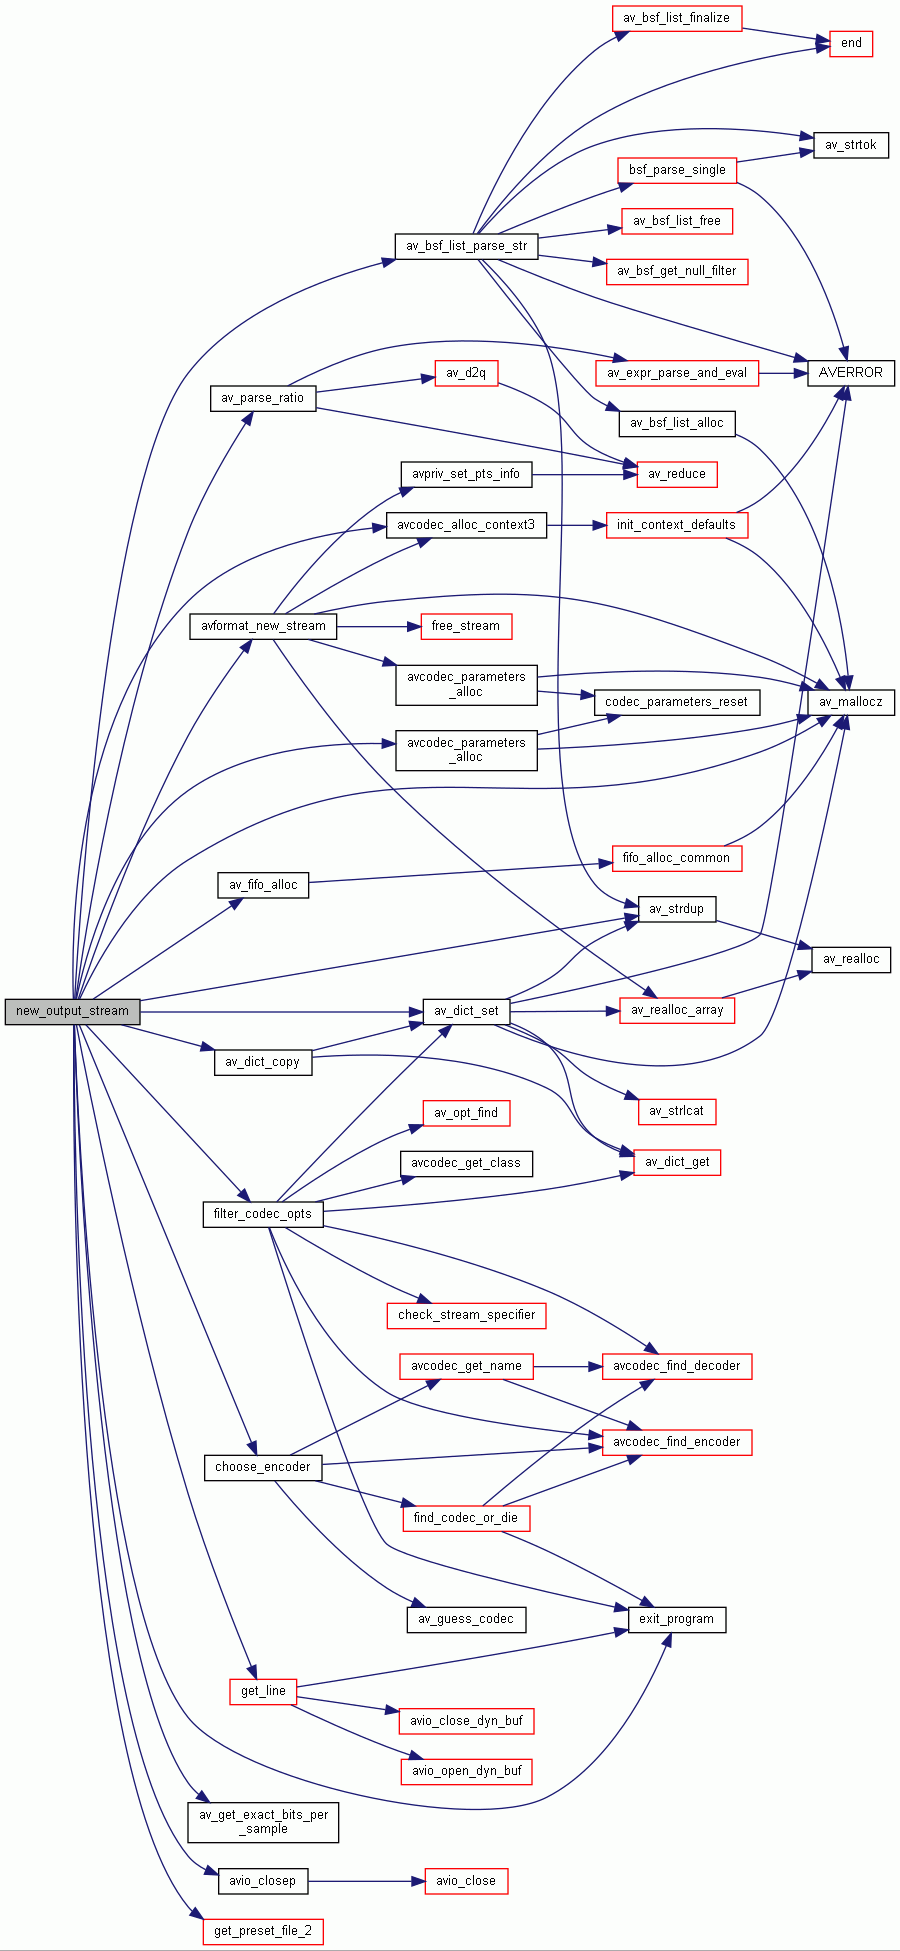 av_bsf_list_finalize
end
av_strtok
bsf_parse_single
av_bsf_list_free
av_bsf_list_parse_str
av_bsf_get_null_filter
av_d2q
av_expr_parse_and_eval
AVERROR
av_parse_ratio
av_bsf_list_alloc
avpriv_set_pts_info
av_reduce
avcodec_alloc_context3
init_context_defaults
avformat_new_stream
free_stream
avcodec_parameters
_alloc
codec_parameters_reset
av_mallocz
avcodec_parameters
_alloc
fifo_alloc_common
av_fifo_alloc
av_strdup
av_realloc
new_output_stream
av_dict_set
av_realloc_array
av_dict_copy
av_opt_find
av_strlcat
avcodec_get_class
av_dict_get
filter_codec_opts
check_stream_specifier
avcodec_get_name
avcodec_find_decoder
avcodec_find_encoder
choose_encoder
find_codec_or_die
av_guess_codec
exit_program
get_line
avio_close_dyn_buf
avio_open_dyn_buf
av_get_exact_bits_per
_sample
avio_closep
avio_close
get_preset_file_2